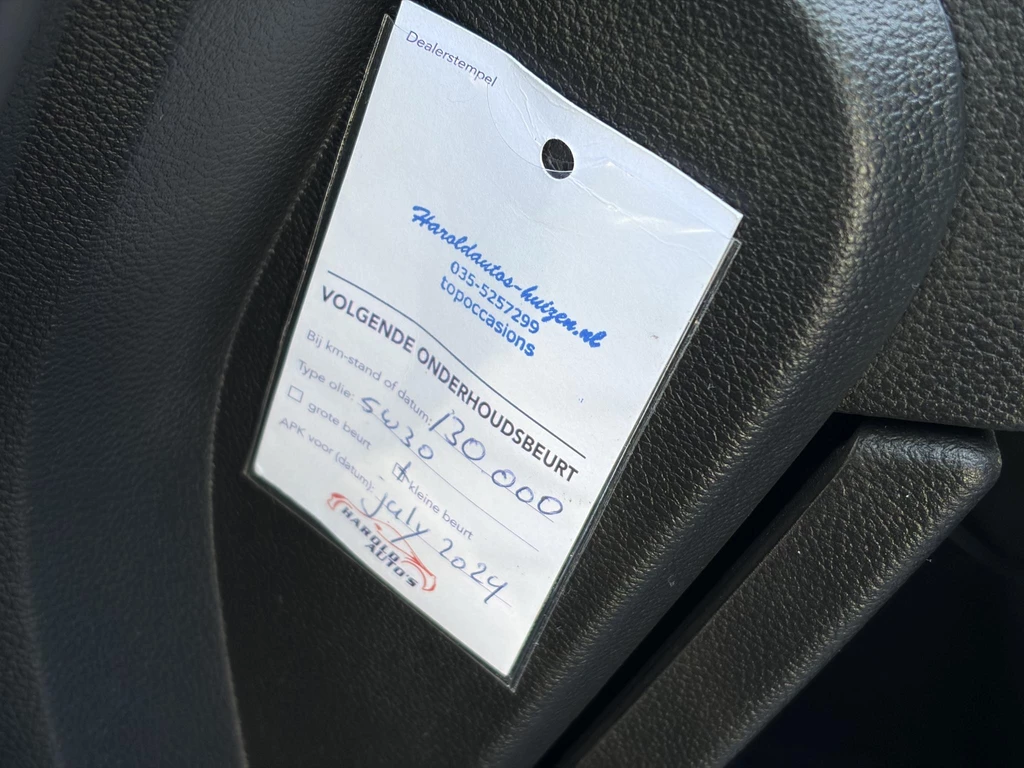 Dealerstempel
Haroldautos-huizen.nl
035-5257299
topoccasions
VOLGENDE ONDERHOUDSBEURT
Bij km-stand of datum: 130.000
Type olie: 5W30
☐ grote beurt ☒ kleine beurt
APK voor (datum): july 2024
HAROLD
AUTO'S